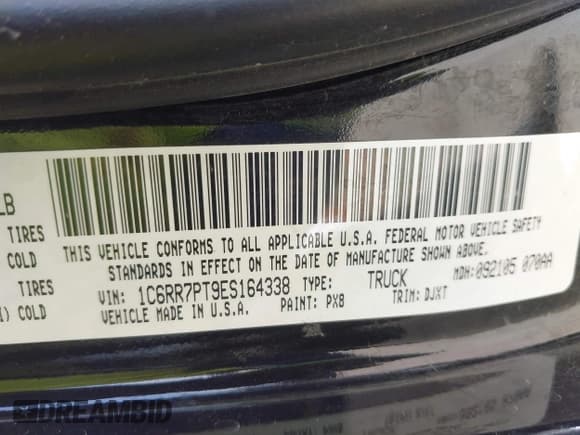 LB
TIRES
COLD
TIRES
) COLD
THIS VEHICLE CONFORMS TO ALL APPLICABLE U.S.A. FEDERAL MOTOR VEHICLE SAFETY
STANDARDS IN EFFECT ON THE DATE OF MANUFACTURE SHOWN ABOVE.
VIN: 1C6RR7PT9ES164338 TYPE: TRUCK MDH: 092105 070AA
VEHICLE MADE IN U.S.A. PAINT: PX8 TRIM: DJXT
DREAMBID